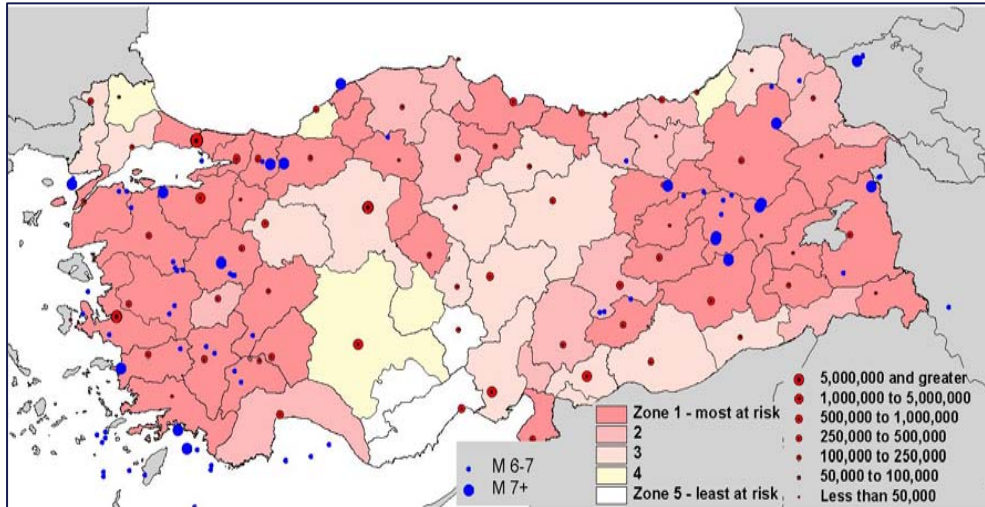 Zone 1 - most at risk
2
3
4
Zone 5 - least at risk
M 6-7
M 7+
5,000,000 and greater
1,000,000 to 5,000,000
500,000 to 1,000,000
250,000 to 500,000
100,000 to 250,000
50,000 to 100,000
Less than 50,000